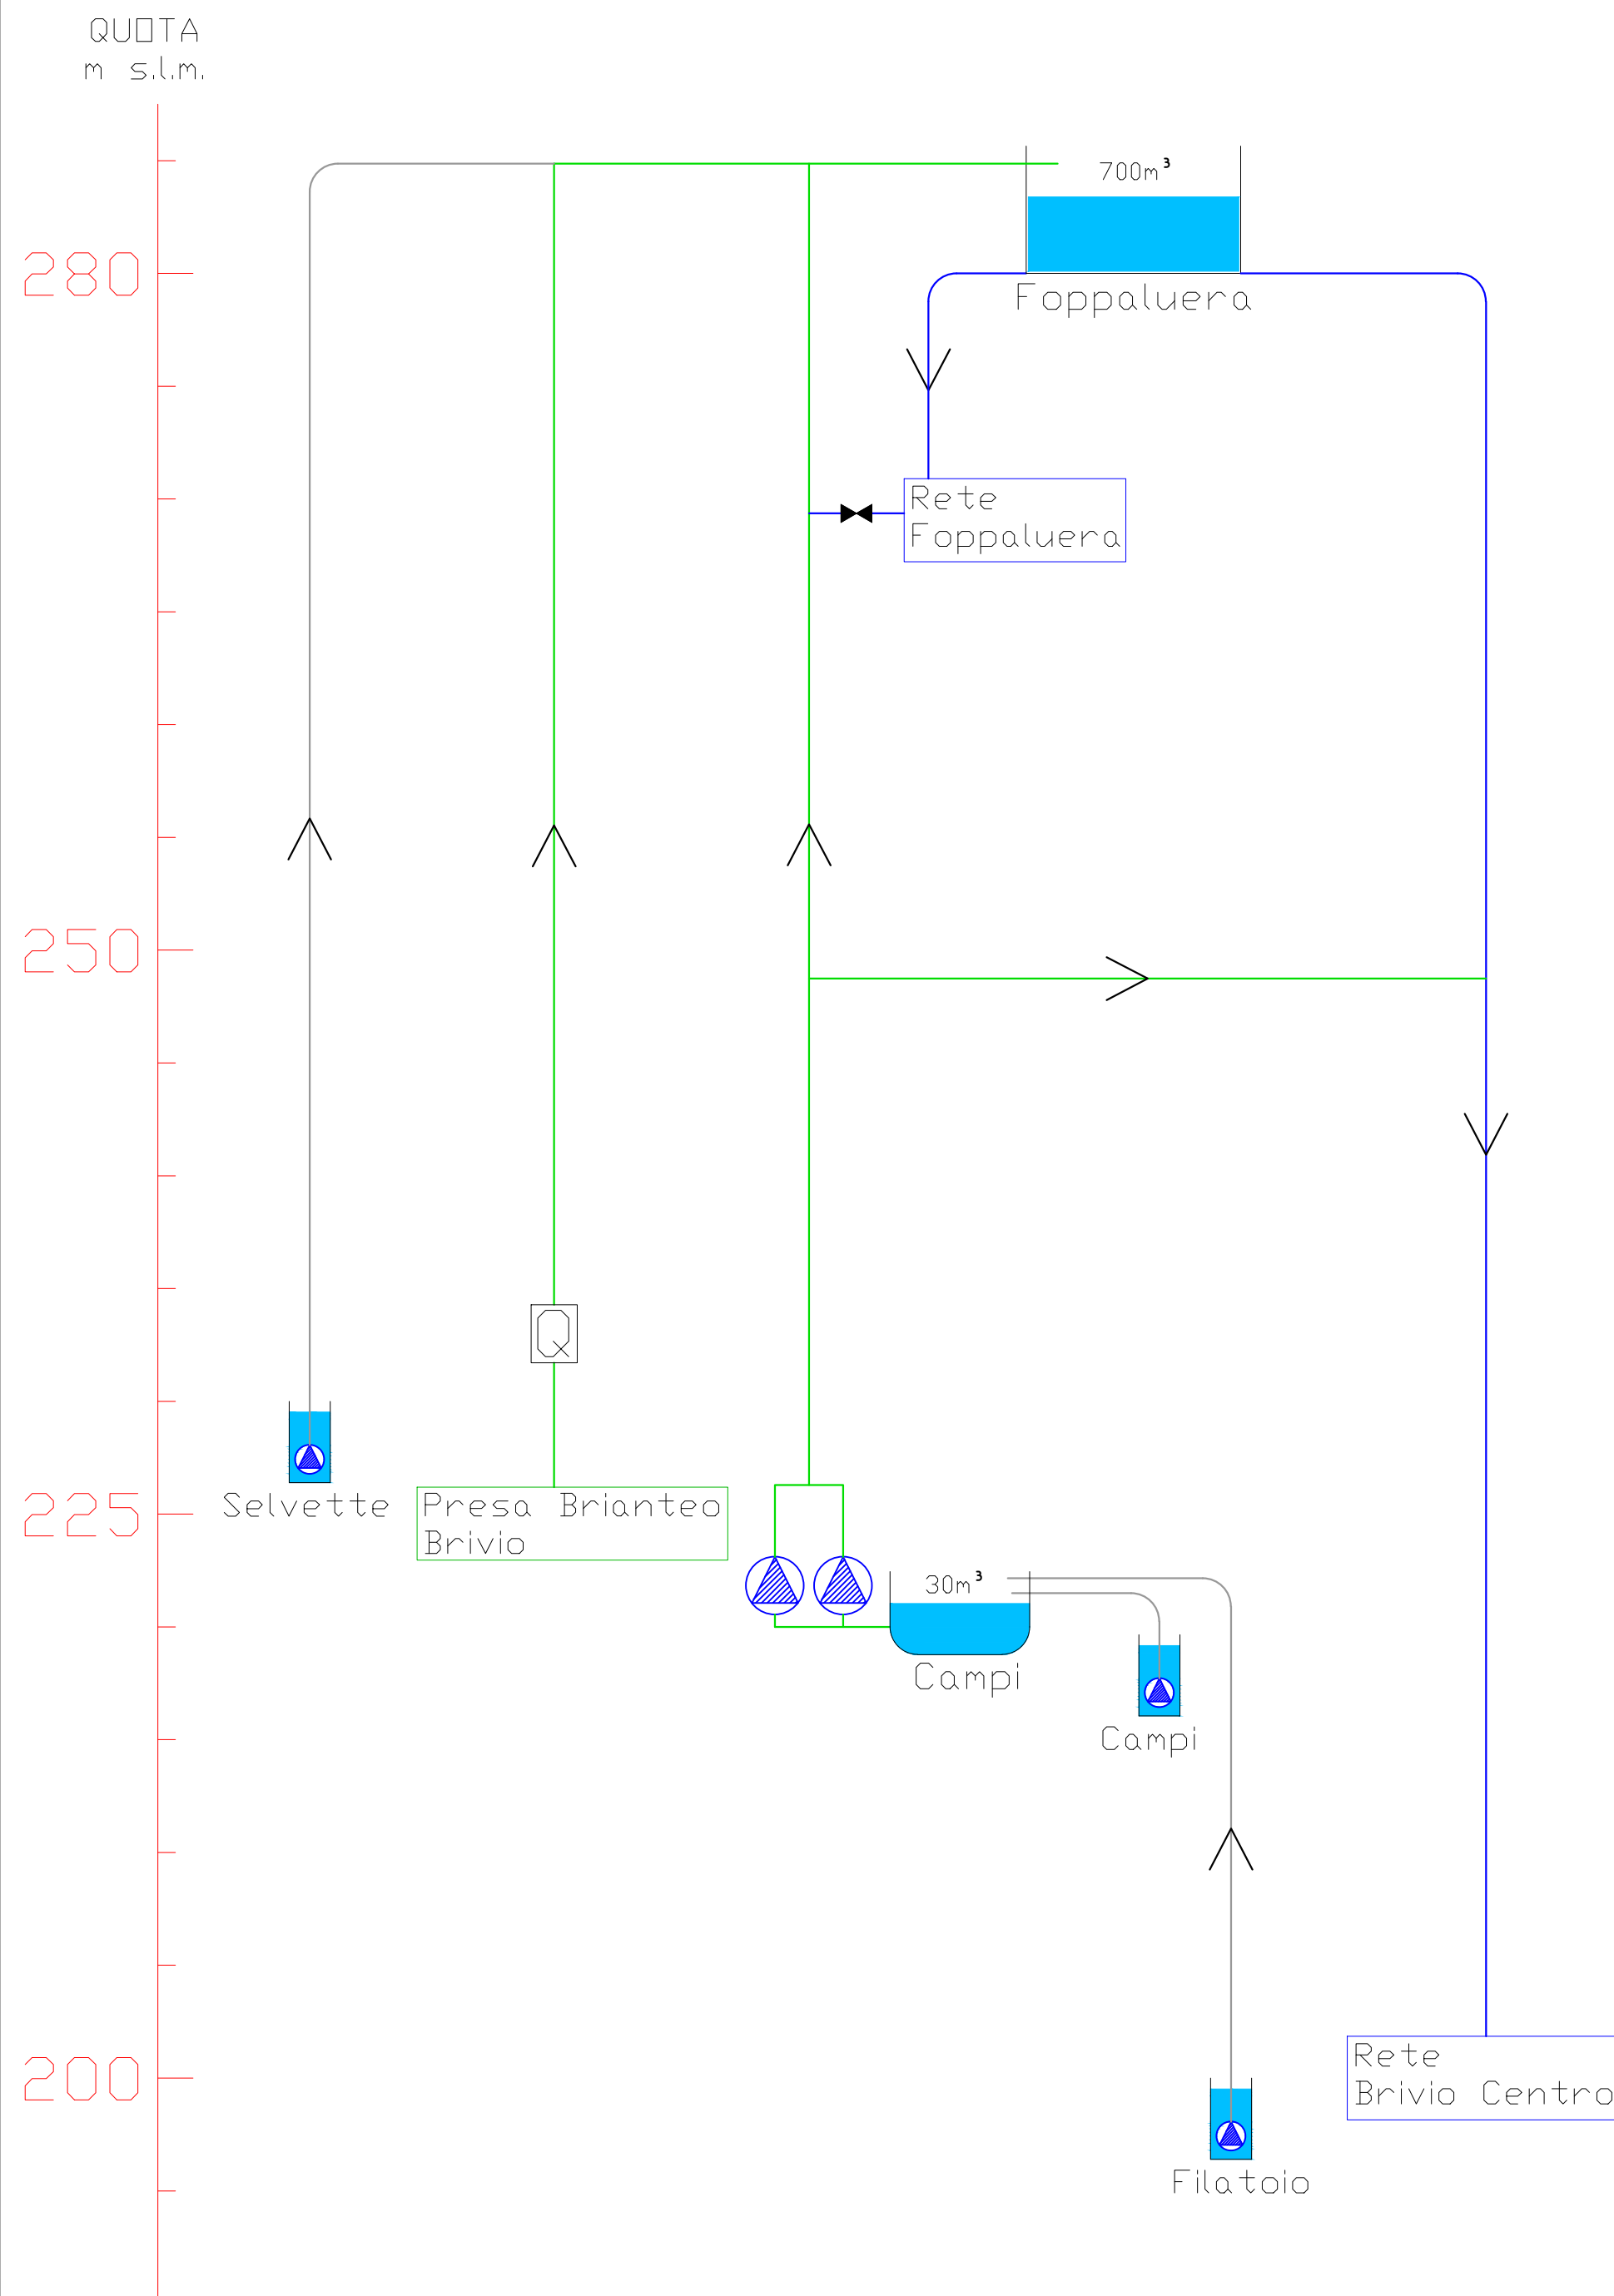 QUOTA
m s.l.m.
700m³
280
Foppaluera
Rete
Foppaluera
250
Q
Selvette
225
Presa Brianteo
Brivio
30m³
Campi
Campi
200
Rete
Brivio Centro
Filatoio